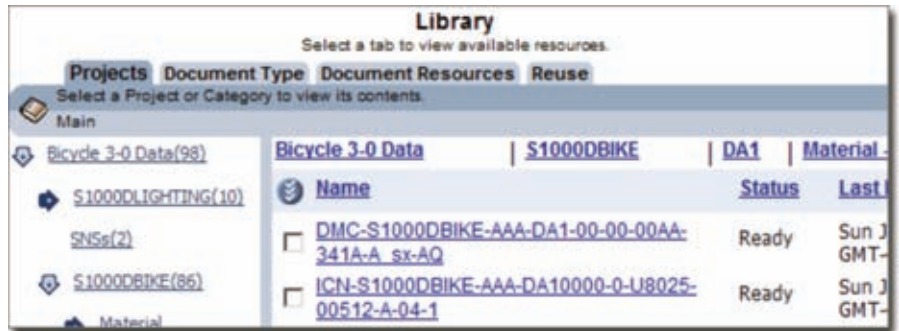 Library
Select a tab to view available resources.
Projects Document Type Document Resources Reuse
Select a Project or Category to view its contents.
Main
Bicycle 3-0 Data(98)
S1000DLIGHTING(10)
SNSs(2)
S1000DBIKE(86)
Material
Bicycle 3-0 Data | S1000DBIKE | DA1 | Material -
Name Status Last
DMC-S1000DBIKE-AAA-DA1-00-00-00AA-
341A-A_sx-AQ Ready Sun J
GMT-
ICN-S1000DBIKE-AAA-DA10000-0-U8025-
00512-A-04-1 Ready Sun J
GMT-